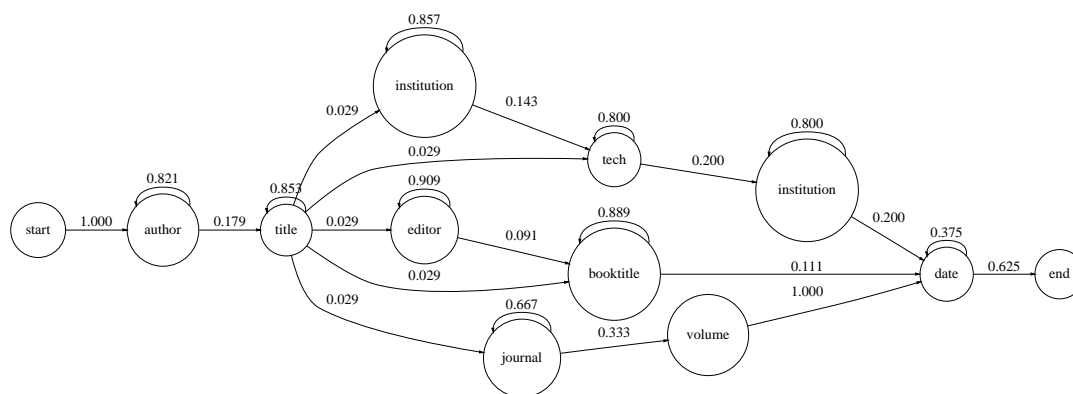 0.857
institution
0.029
0.143
0.800
tech
0.800
institution
0.029
0.200
0.821
0.853
0.909
start
1.000
author
0.179
title
0.029
editor
0.091
0.889
booktitle
0.029
0.200
0.375
date
0.625
end
0.111
1.000
0.029
0.667
journal
0.333
volume